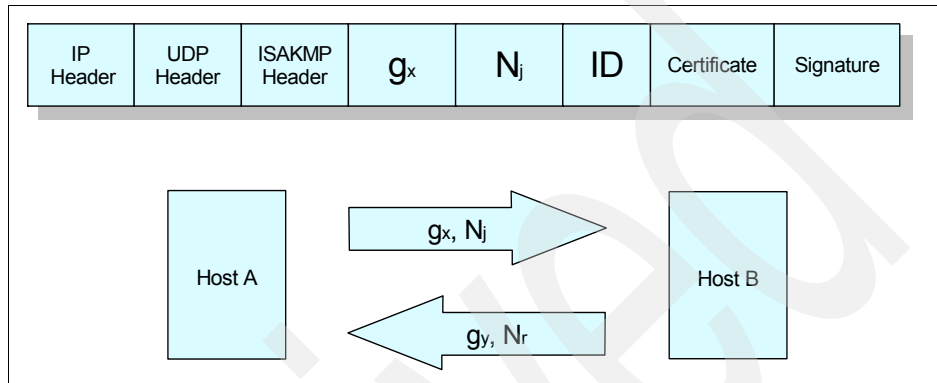 IP Header
UDP Header
ISAKMP Header
gx
Nj
ID
Certificate
Signature
Host A
gx, Nj
Host B
gy, Nr